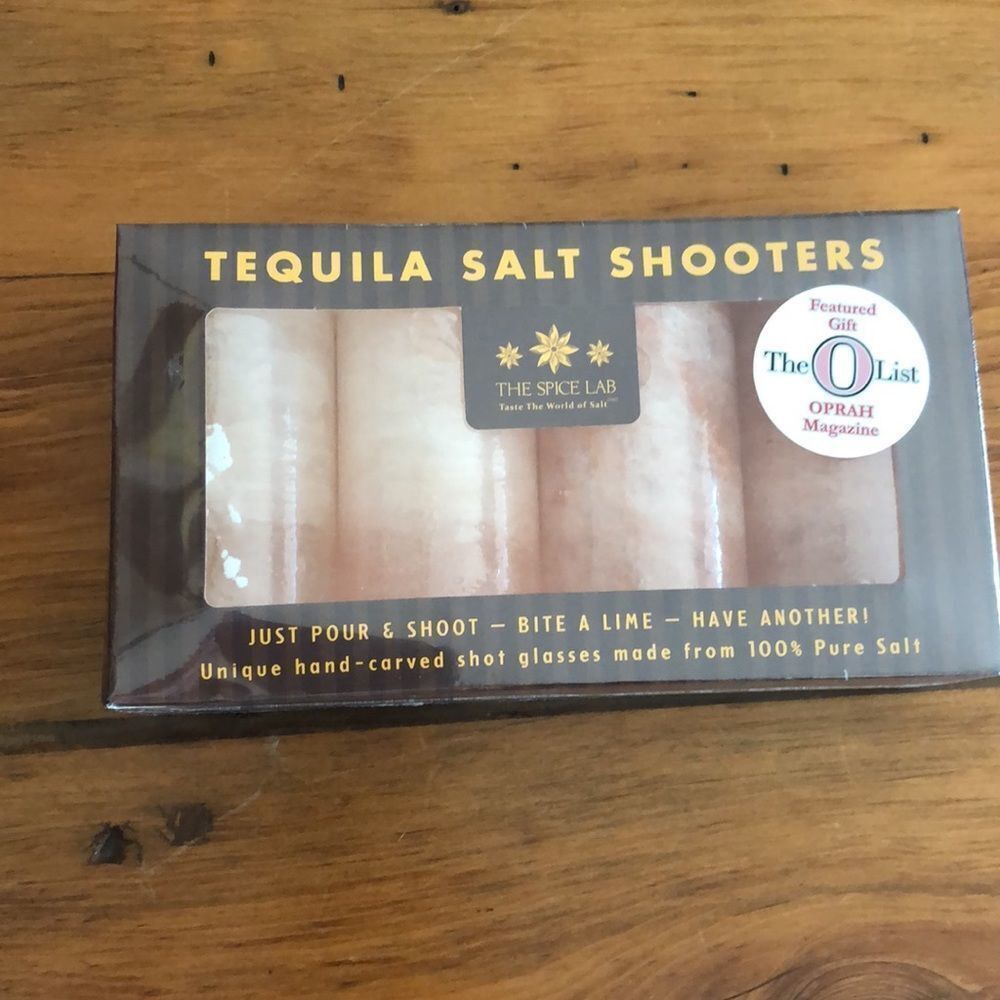 TEQUILA SALT SHOOTERS
THE SPICE LAB
Taste The World of Salt
Featured
Gift
The O List
OPRAH
Magazine
JUST POUR & SHOOT — BITE A LIME — HAVE ANOTHER!
Unique hand-carved shot glasses made from 100% Pure Salt